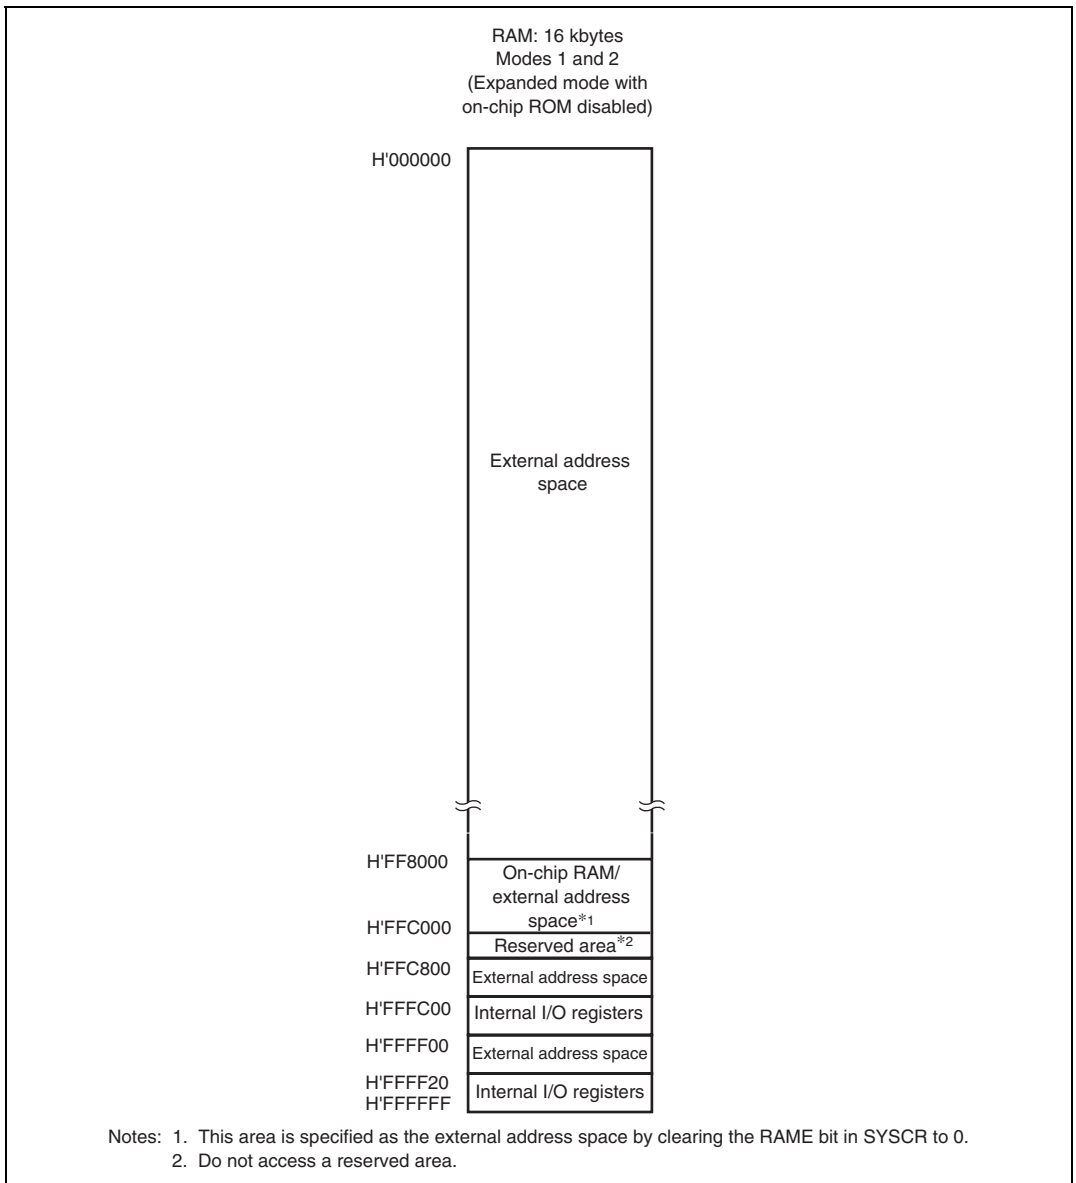 RAM: 16 kbytes
Modes 1 and 2
(Expanded mode with
on-chip ROM disabled)
H'000000
External address
space
H'FF8000
On-chip RAM/
external address
space*1
H'FFC000
Reserved area*2
H'FFC800
External address space
H'FFFC00
Internal I/O registers
H'FFFF00
External address space
H'FFFF20
Internal I/O registers
H'FFFFFF
Notes: 1. This area is specified as the external address space by clearing the RAME bit in SYSCR to 0.
2. Do not access a reserved area.